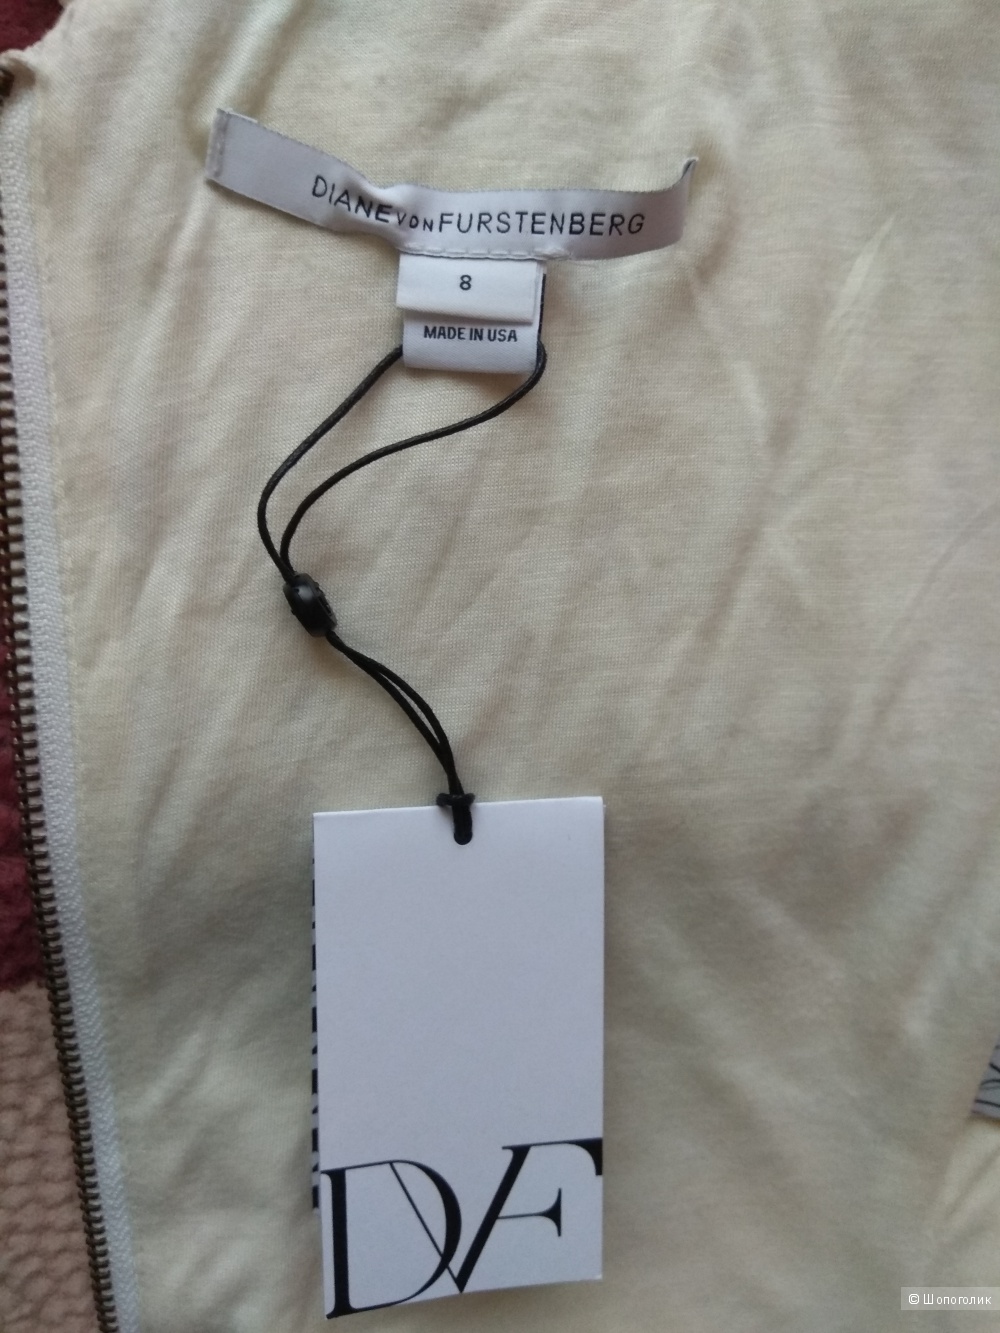 DIANE VON FURSTENBERG
8
MADE IN USA
DVF
© Шопоголик